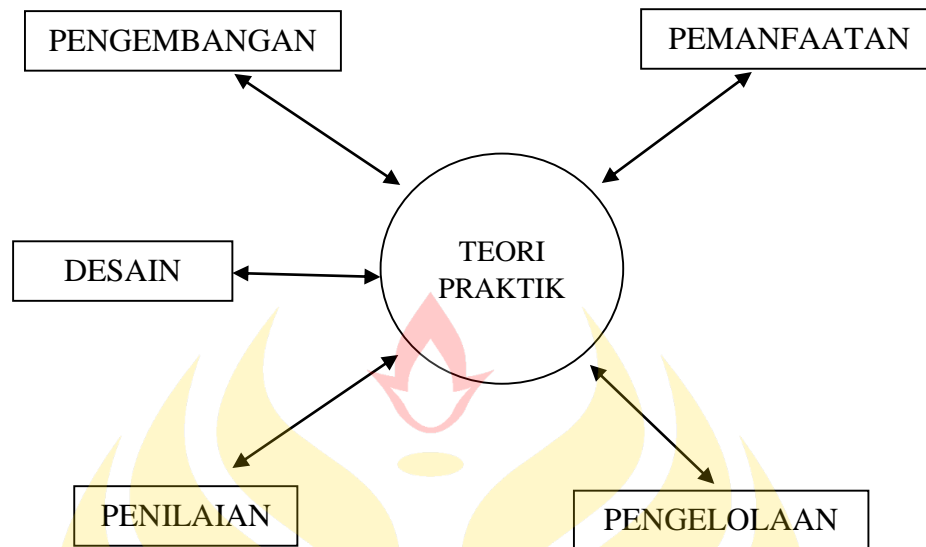 PENGEMBANGAN
PEMANFAATAN
TEORI
PRAKTIK
DESAIN
PENILAIAN
PENGELOLAAN